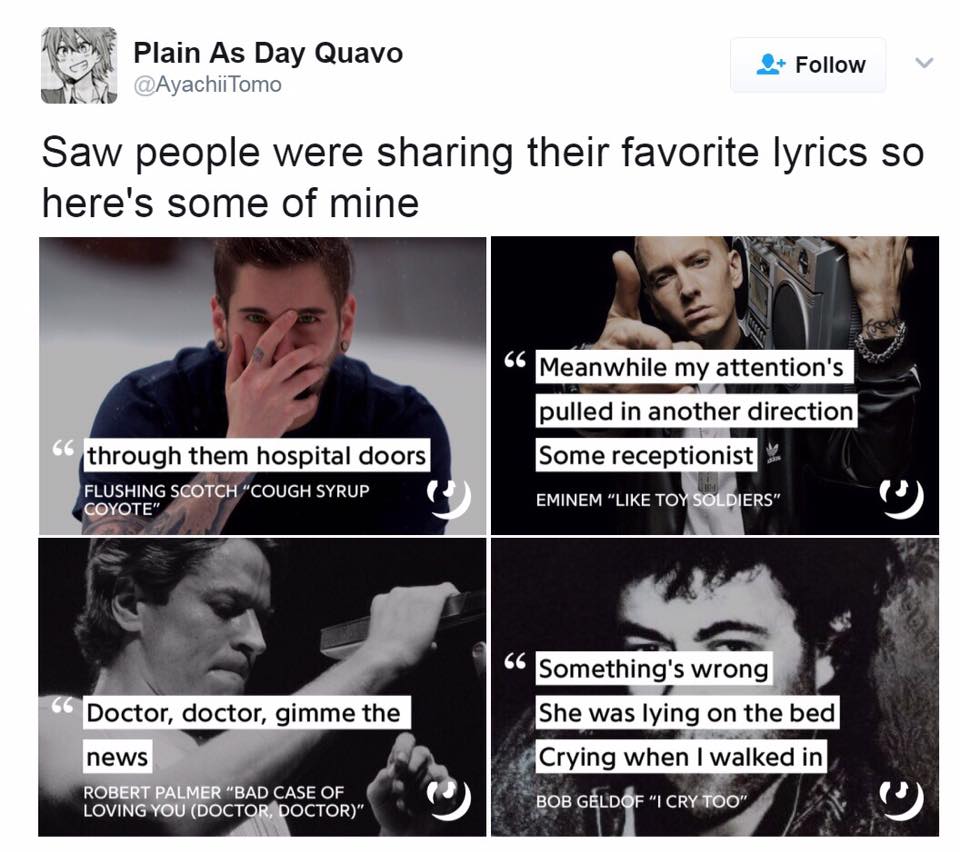 Plain As Day Quavo
@AyachiiTomo
Follow
Saw people were sharing their favorite lyrics so
here's some of mine
“ through them hospital doors
FLUSHING SCOTCH “COUGH SYRUP
COYOTE”
“ Meanwhile my attention's
pulled in another direction
Some receptionist
adidas
EMINEM “LIKE TOY SOLDIERS”
“ Doctor, doctor, gimme the
news
ROBERT PALMER “BAD CASE OF
LOVING YOU (DOCTOR, DOCTOR)”
“ Something's wrong
She was lying on the bed
Crying when I walked in
BOB GELDOF “I CRY TOO”